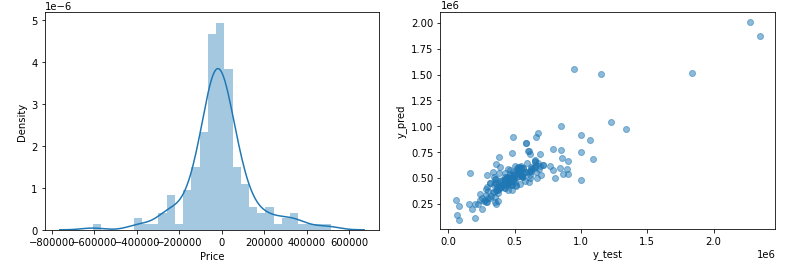 1e−6
5
4
3
2
1
0
Density
−800000−600000−400000−200000 0 200000 400000 600000
Price
1e6
2.00
1.75
1.50
1.25
1.00
0.75
0.50
0.25
y_pred
0.0 0.5 1.0 1.5 2.0
y_test
1e6